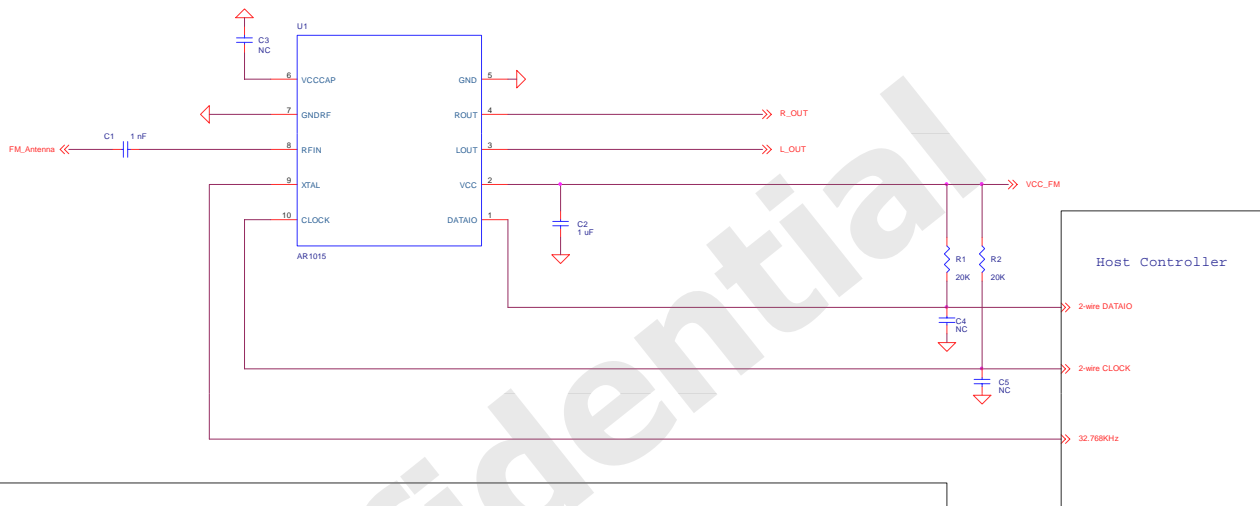 U1
C3
NC
6 VCCCAP
GND 5
7 GNDRF
ROUT 4
R_OUT
C1 1 nF
FM_Antenna
8 RFIN
LOUT 3
L_OUT
9 XTAL
VCC 2
VCC_FM
10 CLOCK
DATAIO 1
C2
1 uF
AR1015
R1
20K
R2
20K
Host Controller
2-wire DATAIO
C4
NC
2-wire CLOCK
C5
NC
32.768KHz
fidential